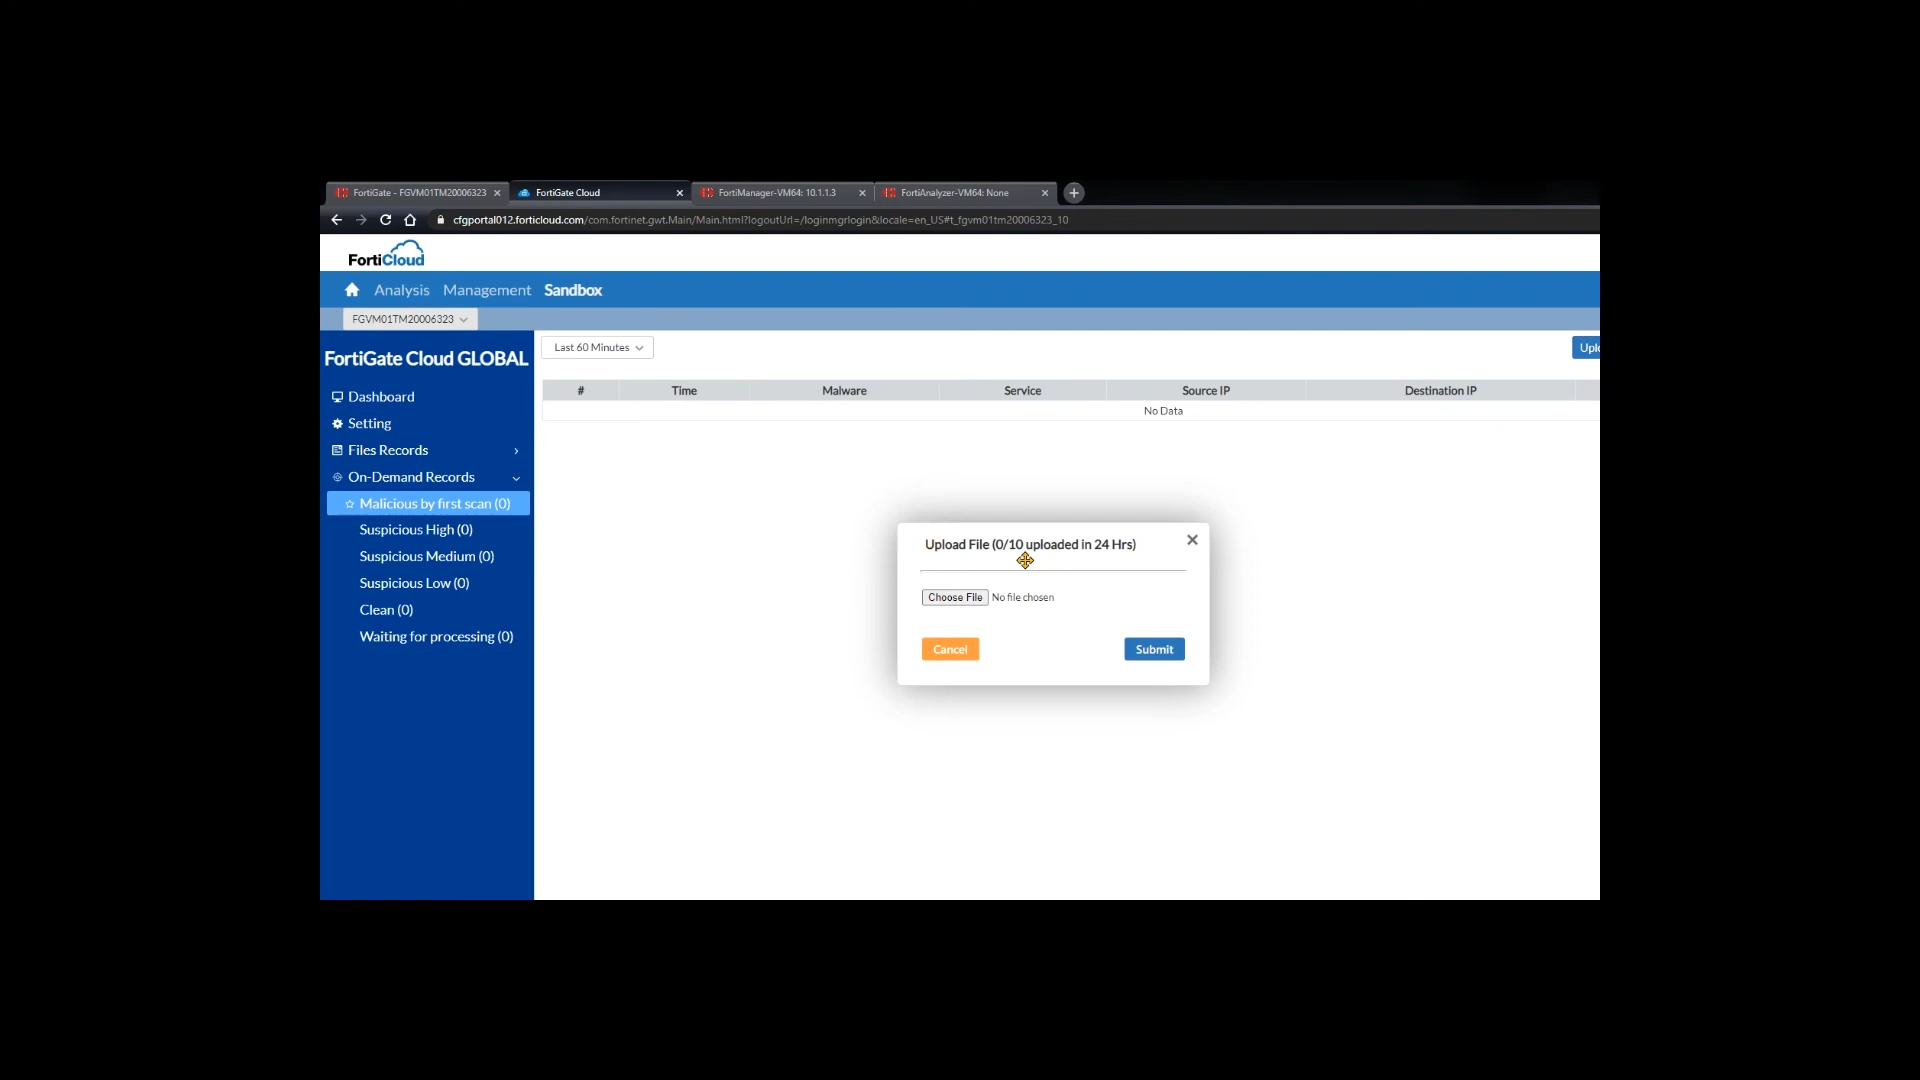 FortiGate - FGVM01TM20006323
FortiGate Cloud
FortiManager-VM64: 10.1.1.3
FortiAnalyzer-VM64: None
cfgportal012.forticloud.com/com.fortinet.gwt.Main/Main.html?logoutUrl=/loginmgrlogin&locale=en_US#t_fgvm01tm20006323_10
FortiCloud
Analysis Management Sandbox
FGVM01TM20006323
FortiGate Cloud GLOBAL
Dashboard
Setting
Files Records
On-Demand Records
Malicious by first scan (0)
Suspicious High (0)
Suspicious Medium (0)
Suspicious Low (0)
Clean (0)
Waiting for processing (0)
Last 60 Minutes
# Time Malware Service Source IP Destination IP
No Data
Upload File (0/10 uploaded in 24 Hrs)
Choose File No file chosen
Cancel Submit